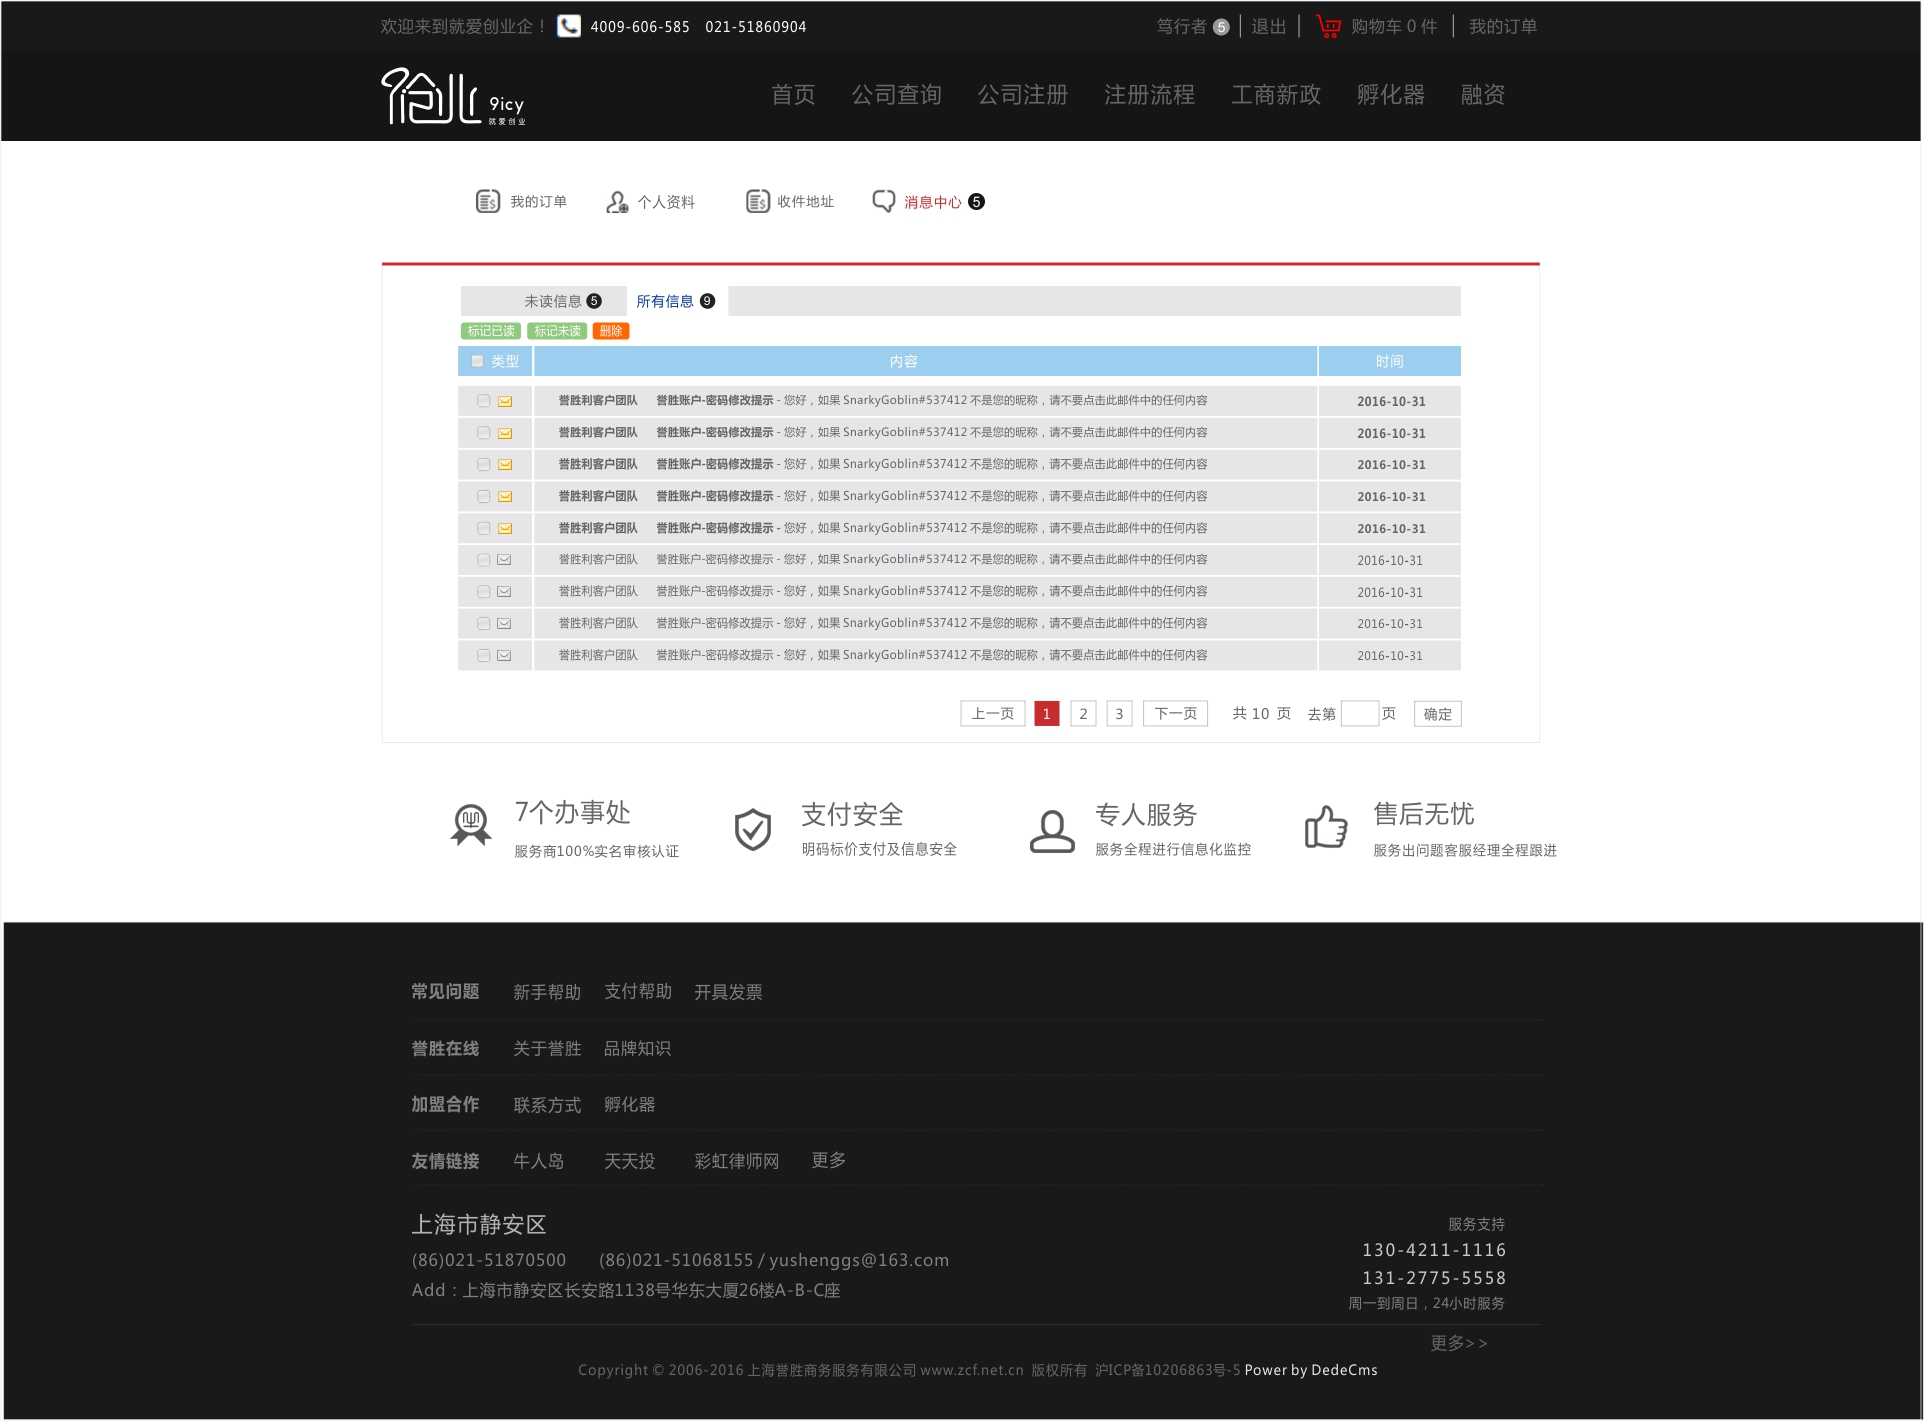 欢迎来到就爱创业企！ 4009-606-585 021-51860904 笃行者 5 退出 购物车 0 件 我的订单
9icy
就爱创业
首页 公司查询 公司注册 注册流程 工商新政 孵化器 融资
我的订单 个人资料 收件地址 消息中心 5
未读信息 5 所有信息 9
标记已读 标记未读 删除
类型 内容 时间
誉胜利客户团队 誉胜账户-密码修改提示 - 您好，如果 SnarkyGoblin#537412 不是您的昵称，请不要点击此邮件中的任何内容 2016-10-31
誉胜利客户团队 誉胜账户-密码修改提示 - 您好，如果 SnarkyGoblin#537412 不是您的昵称，请不要点击此邮件中的任何内容 2016-10-31
誉胜利客户团队 誉胜账户-密码修改提示 - 您好，如果 SnarkyGoblin#537412 不是您的昵称，请不要点击此邮件中的任何内容 2016-10-31
誉胜利客户团队 誉胜账户-密码修改提示 - 您好，如果 SnarkyGoblin#537412 不是您的昵称，请不要点击此邮件中的任何内容 2016-10-31
誉胜利客户团队 誉胜账户-密码修改提示 - 您好，如果 SnarkyGoblin#537412 不是您的昵称，请不要点击此邮件中的任何内容 2016-10-31
誉胜利客户团队 誉胜账户-密码修改提示 - 您好，如果 SnarkyGoblin#537412 不是您的昵称，请不要点击此邮件中的任何内容 2016-10-31
誉胜利客户团队 誉胜账户-密码修改提示 - 您好，如果 SnarkyGoblin#537412 不是您的昵称，请不要点击此邮件中的任何内容 2016-10-31
誉胜利客户团队 誉胜账户-密码修改提示 - 您好，如果 SnarkyGoblin#537412 不是您的昵称，请不要点击此邮件中的任何内容 2016-10-31
誉胜利客户团队 誉胜账户-密码修改提示 - 您好，如果 SnarkyGoblin#537412 不是您的昵称，请不要点击此邮件中的任何内容 2016-10-31
上一页 1 2 3 下一页 共 10 页 去第 页 确定
7个办事处 支付安全 专人服务 售后无忧
服务商100%实名审核认证 明码标价支付及信息安全 服务全程进行信息化监控 服务出问题客服经理全程跟进
常见问题 新手帮助 支付帮助 开具发票
誉胜在线 关于誉胜 品牌知识
加盟合作 联系方式 孵化器
友情链接 牛人岛 天天投 彩虹律师网 更多
上海市静安区
(86)021-51870500 (86)021-51068155 / yushenggs@163.com
Add：上海市静安区长安路1138号华东大厦26楼A-B-C座
服务支持
130-4211-1116
131-2775-5558
周一到周日，24小时服务
更多>>
Copyright © 2006-2016 上海誉胜商务服务有限公司 www.zcf.net.cn 版权所有 沪ICP备10206863号-5 Power by DedeCms